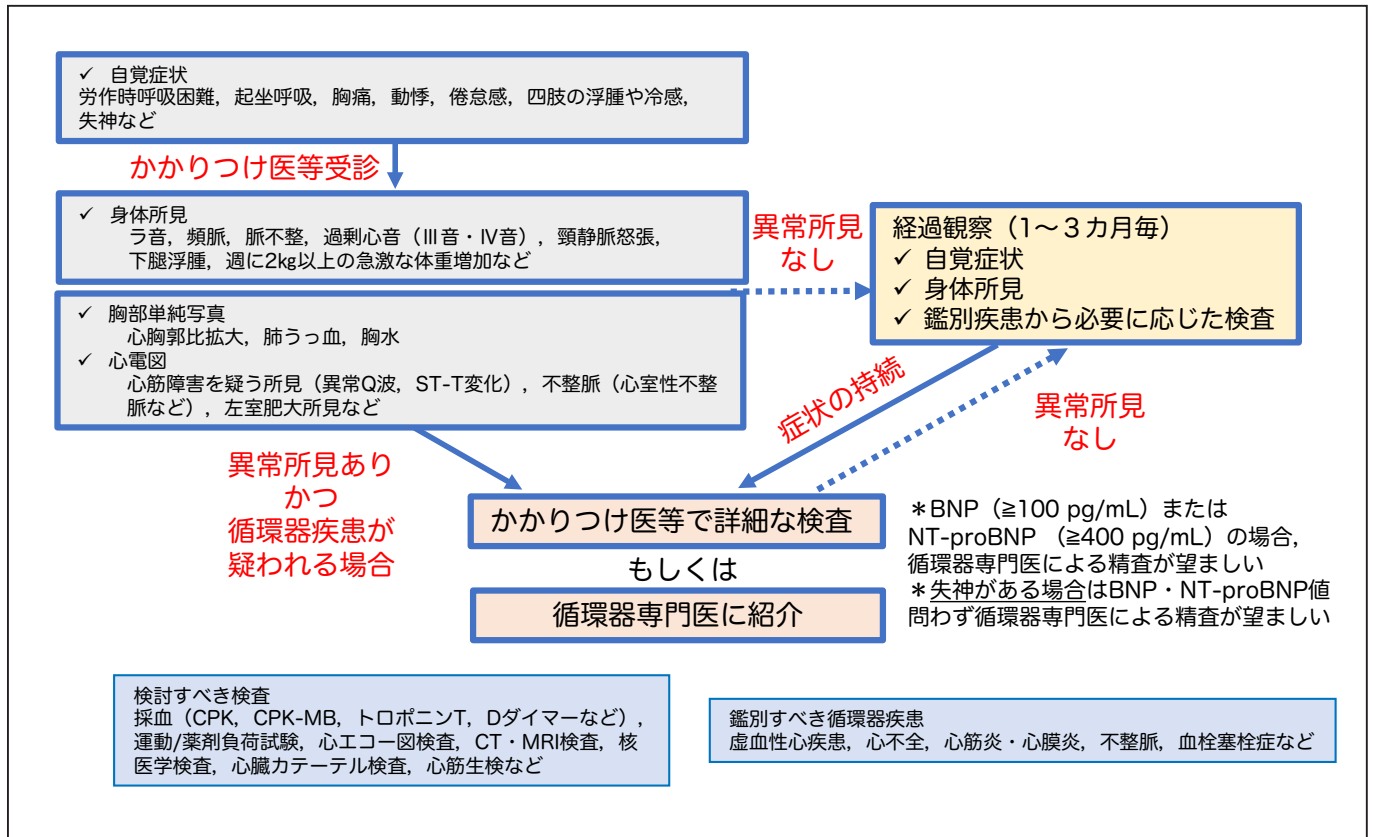 ✓ 自覚症状
労作時呼吸困難，起坐呼吸，胸痛，動悸，倦怠感，四肢の浮腫や冷感，
失神など
かかりつけ医等受診
✓ 身体所見
ラ音，頻脈，脈不整，過剰心音（Ⅲ音・Ⅳ音），頸静脈怒張，
下腿浮腫，週に2㎏以上の急激な体重増加など
✓ 胸部単純写真
心胸郭比拡大，肺うっ血，胸水
✓ 心電図
心筋障害を疑う所見（異常Q波，ST-T変化），不整脈（心室性不整
脈など），左室肥大所見など
異常所見
なし
経過観察（1～３カ月毎）
✓ 自覚症状
✓ 身体所見
✓ 鑑別疾患から必要に応じた検査
症状の持続
異常所見
なし
異常所見あり
かつ
循環器疾患が
疑われる場合
かかりつけ医等で詳細な検査
もしくは
循環器専門医に紹介
＊BNP（≧100 pg/mL）または
NT-proBNP （≧400 pg/mL）の場合，
循環器専門医による精査が望ましい
＊失神がある場合はBNP・NT-proBNP値
問わず循環器専門医による精査が望ましい
検討すべき検査
採血（CPK，CPK-MB，トロポニンT，Dダイマーなど），
運動/薬剤負荷試験，心エコー図検査，CT・MRI検査，核
医学検査，心臓カテーテル検査，心筋生検など
鑑別すべき循環器疾患
虚血性心疾患，心不全，心筋炎・心膜炎，不整脈，血栓塞栓症など